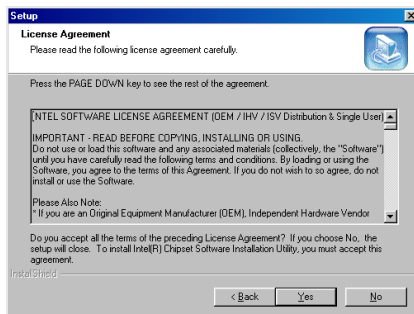 Setup
License Agreement
Please read the following license agreement carefully.
Press the PAGE DOWN key to see the rest of the agreement.
INTEL SOFTWARE LICENSE AGREEMENT (OEM / IHV / ISV Distribution & Single User)
IMPORTANT - READ BEFORE COPYING, INSTALLING OR USING.
Do not use or load this software and any associated materials (collectively, the "Software")
until you have carefully read the following terms and conditions. By loading or using the
Software, you agree to the terms of this Agreement. If you do not wish to so agree, do not
install or use the Software.
Please Also Note:
* If you are an Original Equipment Manufacturer (OEM), Independent Hardware Vendor
Do you accept all the terms of the preceding License Agreement? If you choose No, the
setup will close. To install Intel(R) Chipset Software Installation Utility, you must accept this
agreement.
InstallShield
< Back Yes No